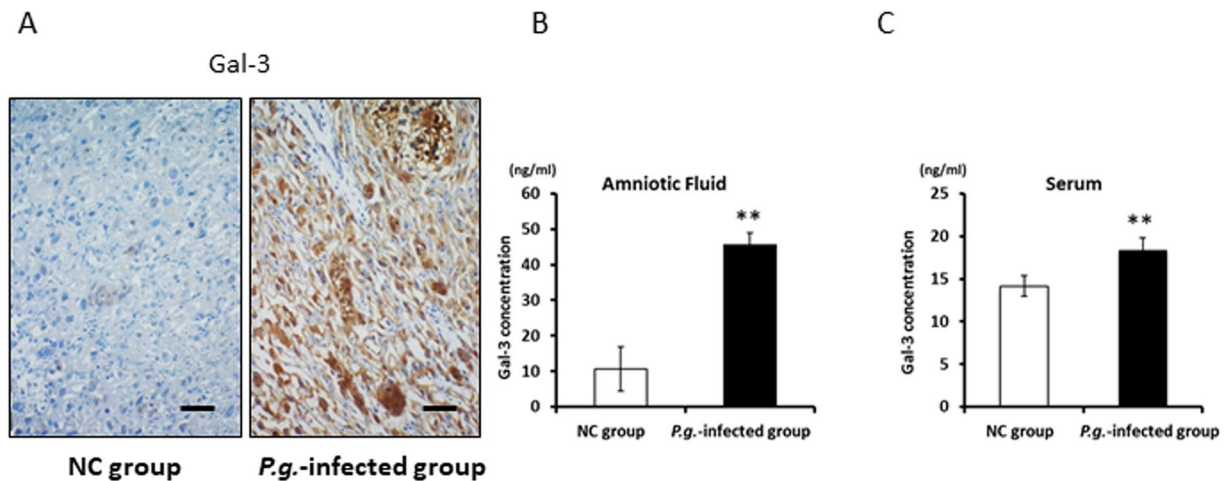 A
Gal-3
NC group
P.g.-infected group
B
(ng/ml)
Amniotic Fluid
Gal-3 concentration
60
50
40
30
20
10
0
**
NC group
P.g.-infected group
C
(ng/ml)
Serum
Gal-3 concentration
25
20
15
10
5
0
**
NC group
P.g.-infected group